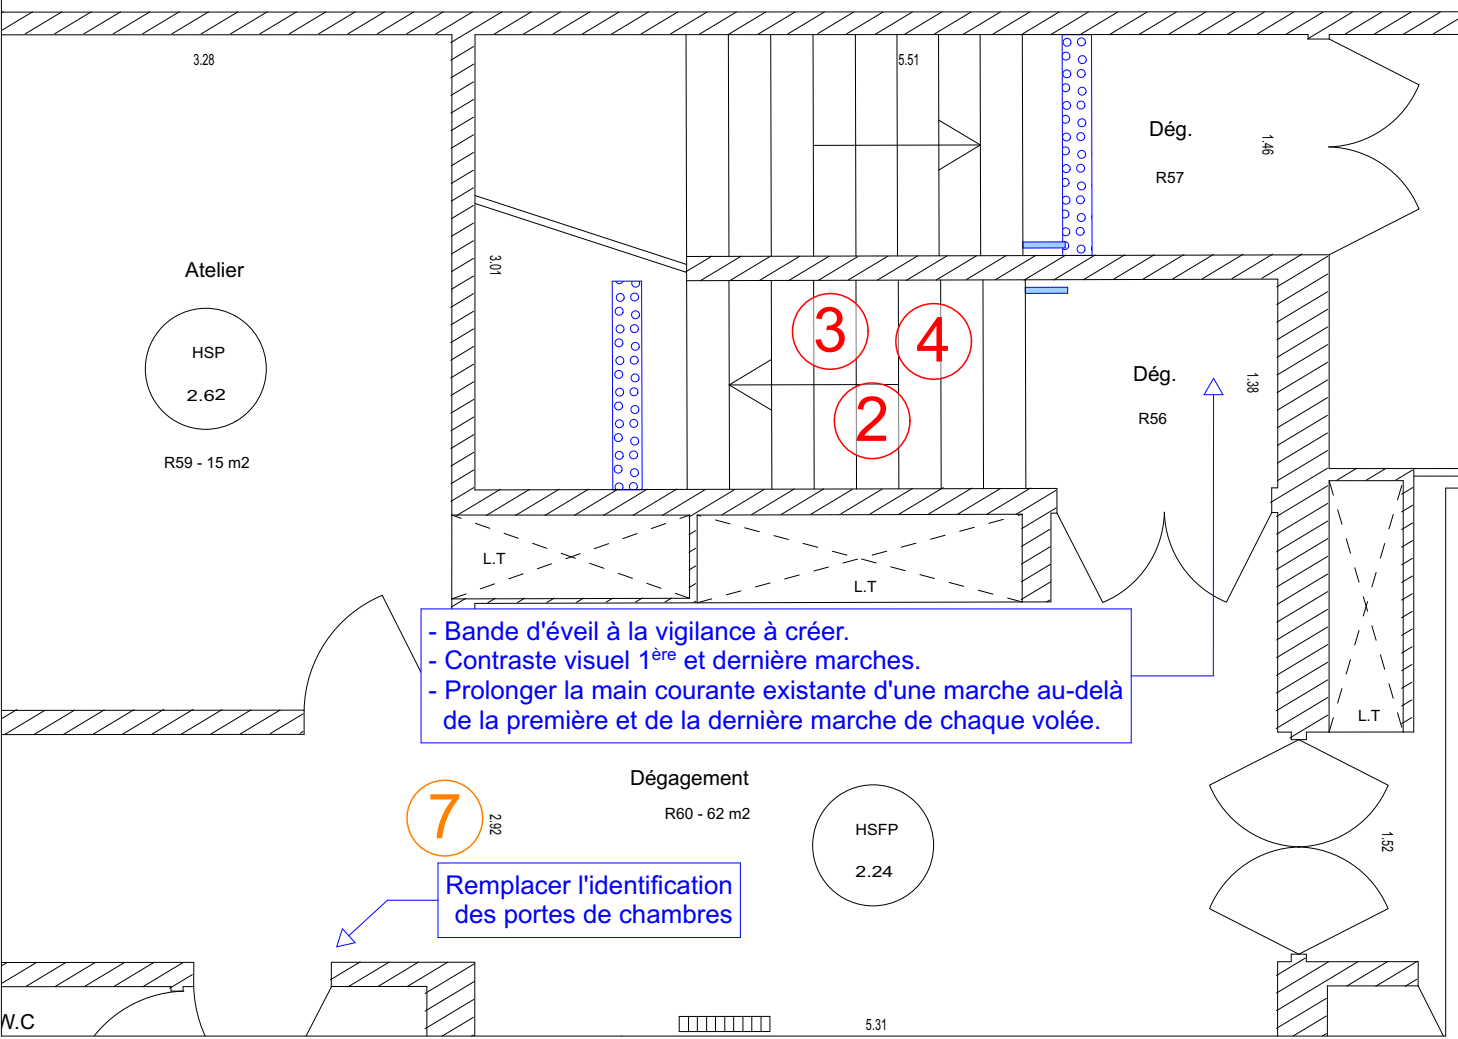 3.28
5.51
Dég.
1.46
R57
Atelier
3.01
HSP
2.62
R59 - 15 m2
3
4
2
Dég.
1.38
R56
L.T
L.T
- Bande d'éveil à la vigilance à créer.
- Contraste visuel 1ère et dernière marches.
- Prolonger la main courante existante d'une marche au-delà
de la première et de la dernière marche de chaque volée.
L.T
Dégagement
R60 - 62 m2
7
2.92
HSFP
2.24
1.52
Remplacer l'identification
des portes de chambres
W.C
5.31